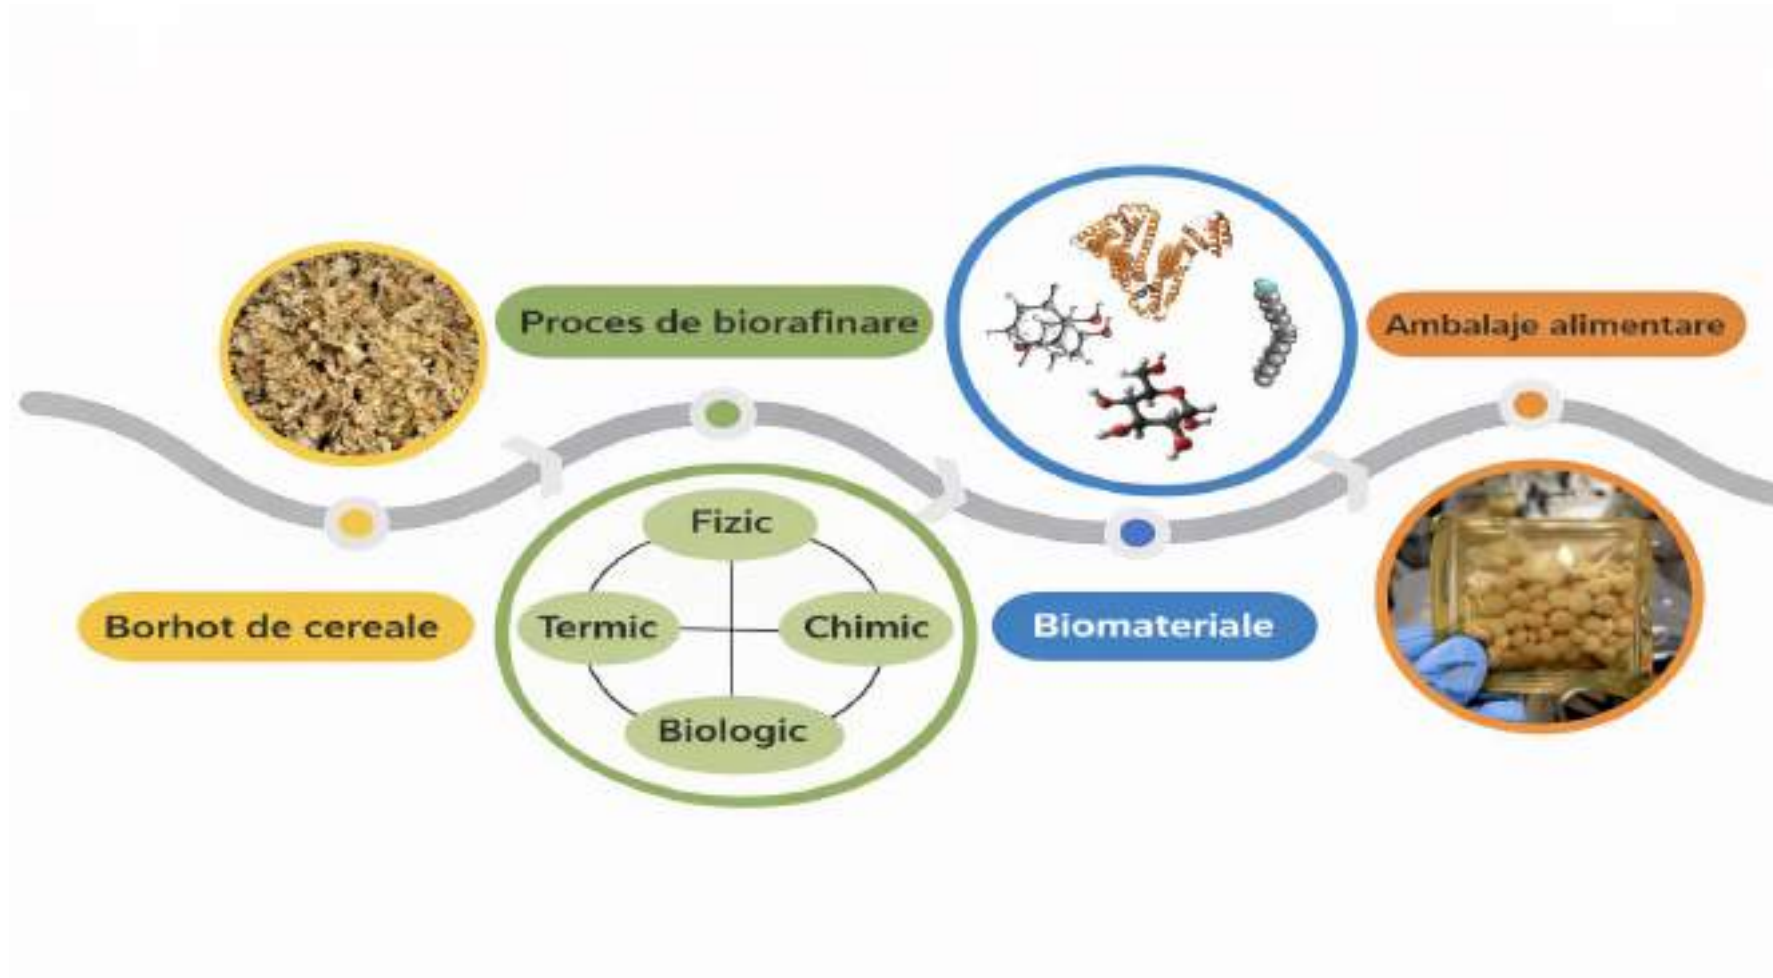 Borhot de cereale
Proces de biorafinare
Fizic
Termic
Chimic
Biologic
Biomateriale
Ambalaje alimentare